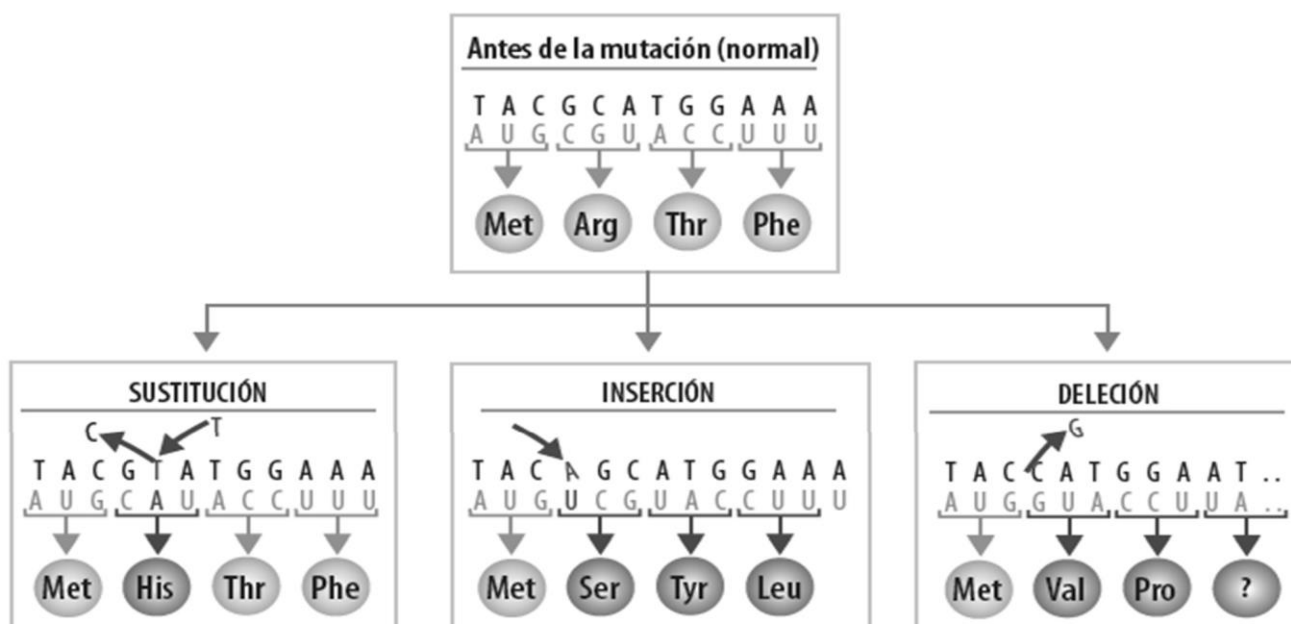 Antes de la mutación (normal)
T A C G C A T G G A A A
A U G C G U A C C U U U
Met Arg Thr Phe
SUSTITUCIÓN
C T
T A C G T A T G G A A A
A U G C A U A C C U U U
Met His Thr Phe
INSERCIÓN
T A C A G C A T G G A A A
A U G U C G U A C C U U U
Met Ser Tyr Leu
DELECIÓN
G
T A C C A T G G A A T ..
A U G G U A C C U U A ..
Met Val Pro ?